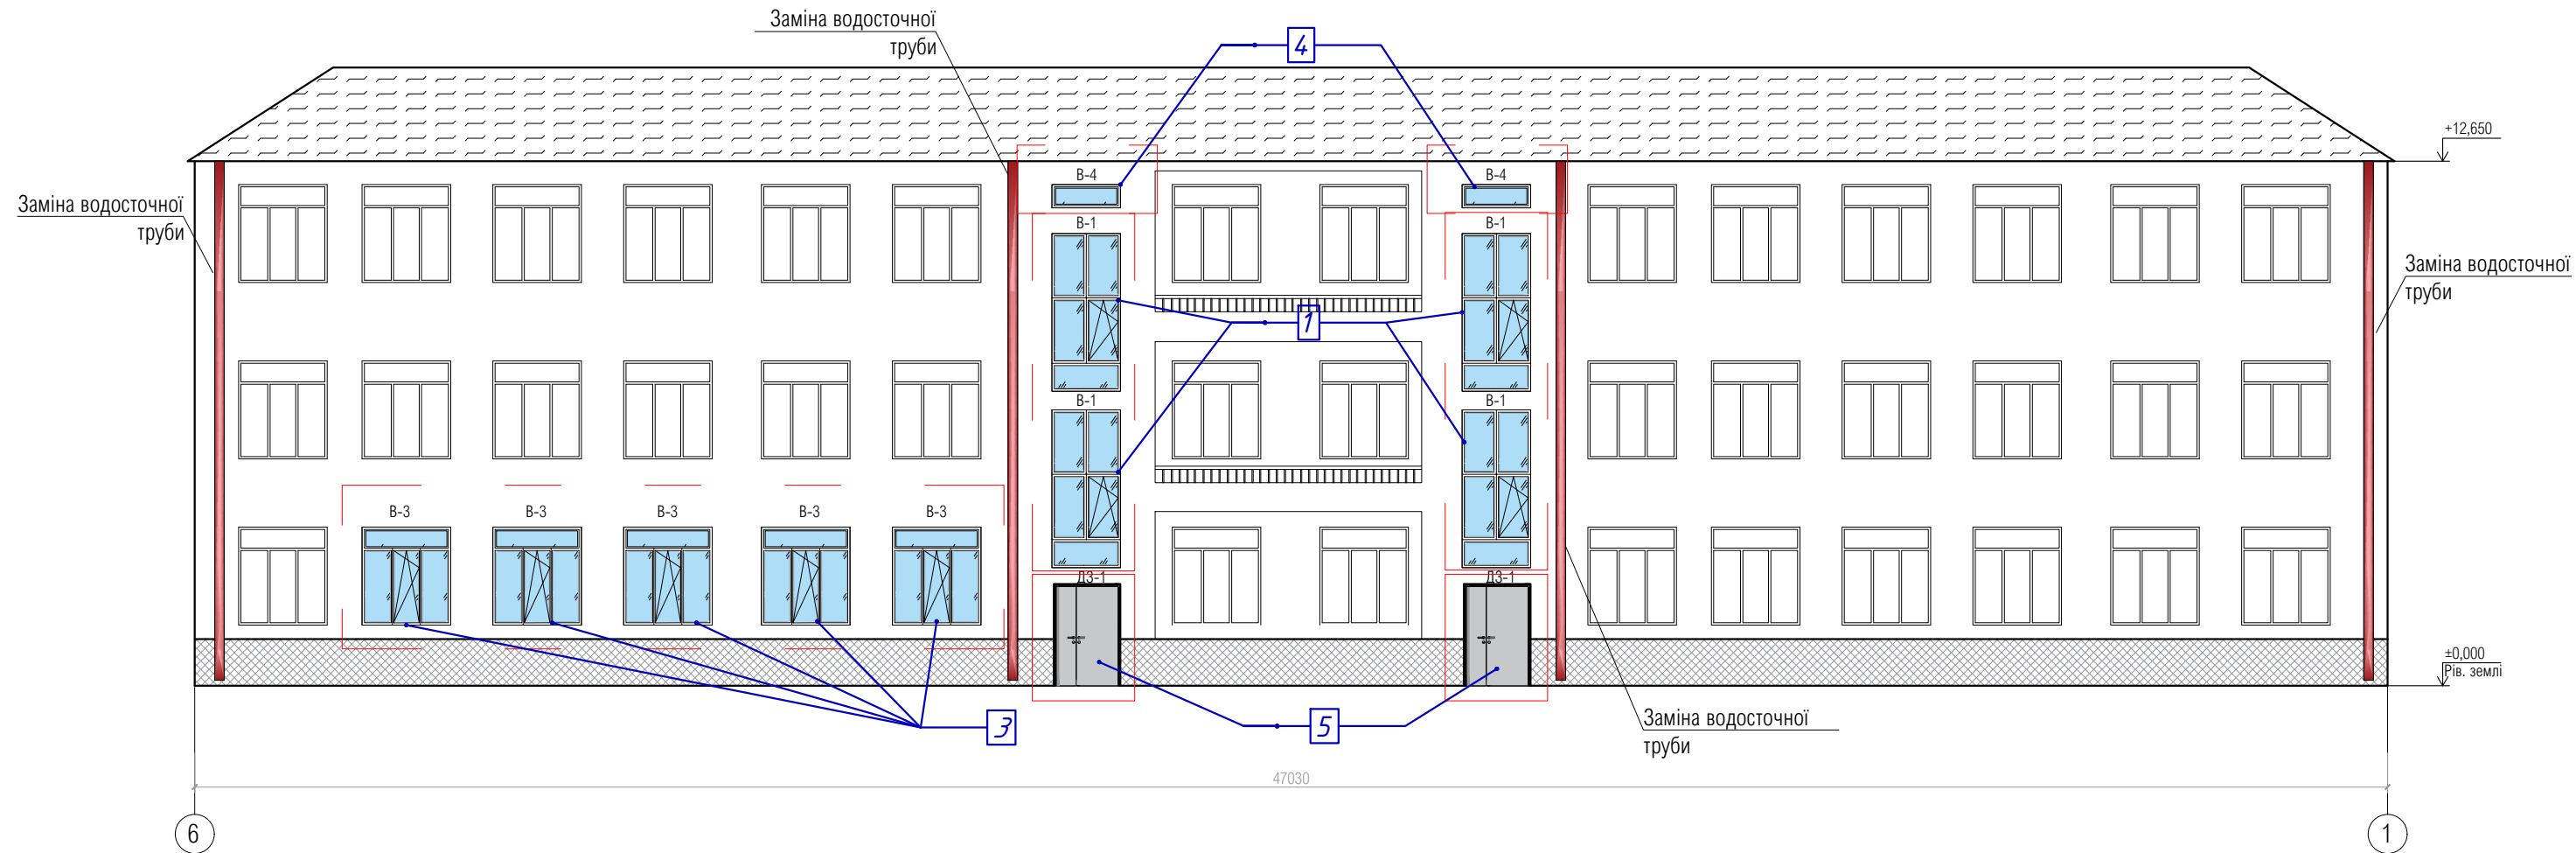 Заміна водосточної
труби
4
+12,650
В-4
В-4
Заміна водосточної
труби
В-1
В-1
Заміна водосточної
труби
1
В-1
В-1
В-3
В-3
В-3
В-3
В-3
ДЗ-1
ДЗ-1
±0,000
Рів. землі
3
5
Заміна водосточної
труби
47030
6
1